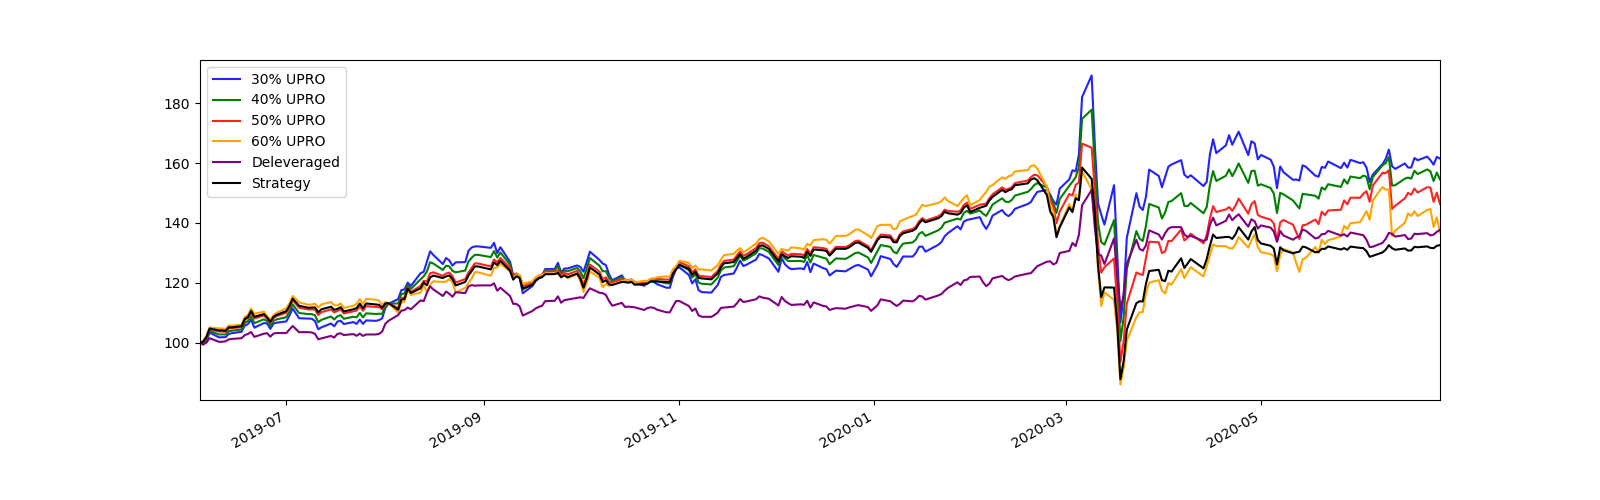 30% UPRO
40% UPRO
50% UPRO
60% UPRO
Deleveraged
Strategy
180
160
140
120
100
2019-07
2019-09
2019-11
2020-01
2020-03
2020-05